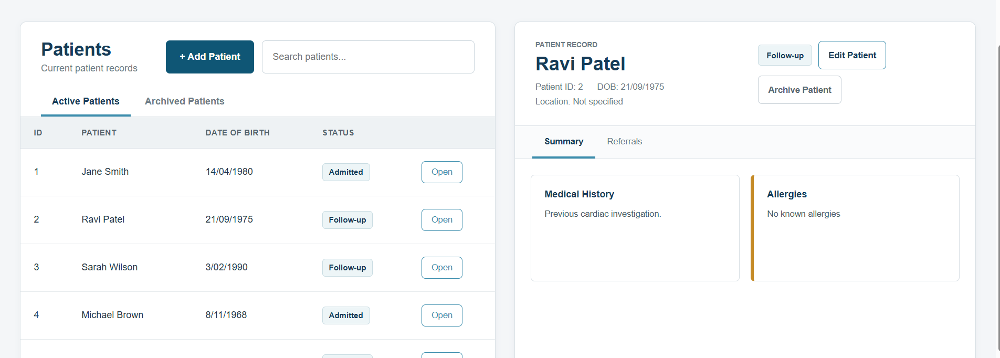 Patients
Current patient records
+ Add Patient
Search patients...
Active Patients
Archived Patients
ID PATIENT DATE OF BIRTH STATUS
1 Jane Smith 14/04/1980 Admitted Open
2 Ravi Patel 21/09/1975 Follow-up Open
3 Sarah Wilson 3/02/1990 Follow-up Open
4 Michael Brown 8/11/1968 Admitted Open
PATIENT RECORD
Ravi Patel
Patient ID: 2 DOB: 21/09/1975
Location: Not specified
Follow-up
Edit Patient
Archive Patient
Summary
Referrals
Medical History
Previous cardiac investigation.
Allergies
No known allergies